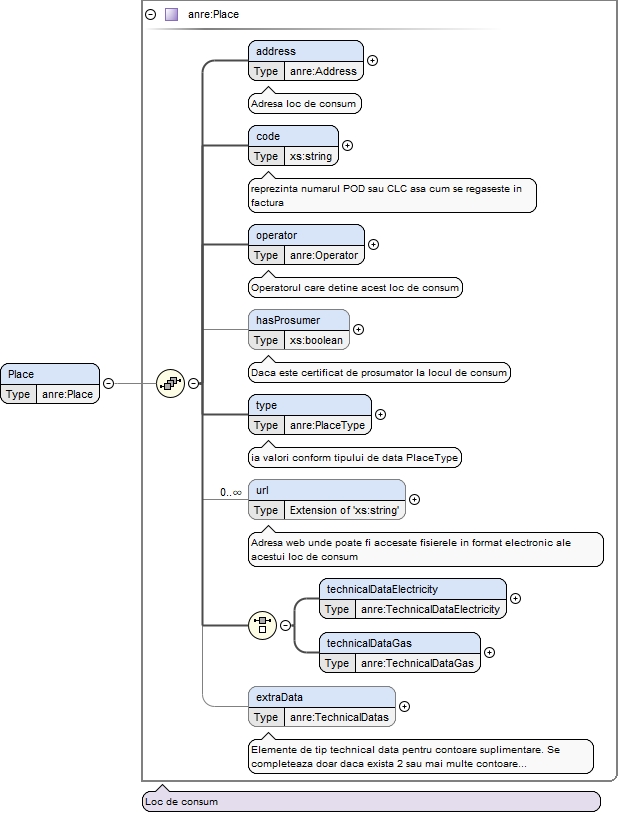 anre:Place
address
Type anre:Address
Adresa loc de consum
code
Type xs:string
reprezinta numarul POD sau CLC asa cum se regaseste in
factura
operator
Type anre:Operator
Operatorul care detine acest loc de consum
hasProsumer
Type xs:boolean
Daca este certificat de prosumator la locul de consum
Place
Type anre:Place
type
Type anre:PlaceType
ia valori conform tipului de data PlaceType
0..∞
url
Type Extension of 'xs:string'
Adresa web unde poate fi accesate fisierele in format electronic ale
acestui loc de consum
technicalDataElectricity
Type anre:TechnicalDataElectricity
technicalDataGas
Type anre:TechnicalDataGas
extraData
Type anre:TechnicalDatas
Elemente de tip technical data pentru contoare suplimentare. Se
completeaza doar daca exista 2 sau mai multe contoare...
Loc de consum